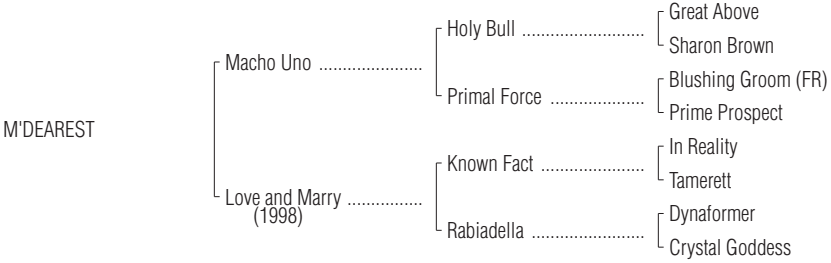 Great Above
Holy Bull ..........................
Sharon Brown
Macho Uno ......................
Blushing Groom (FR)
Primal Force ....................
Prime Prospect
M'DEAREST
In Reality
Known Fact ......................
Tamerett
Love and Marry ................
(1998)
Dynaformer
Rabiadella ........................
Crystal Goddess